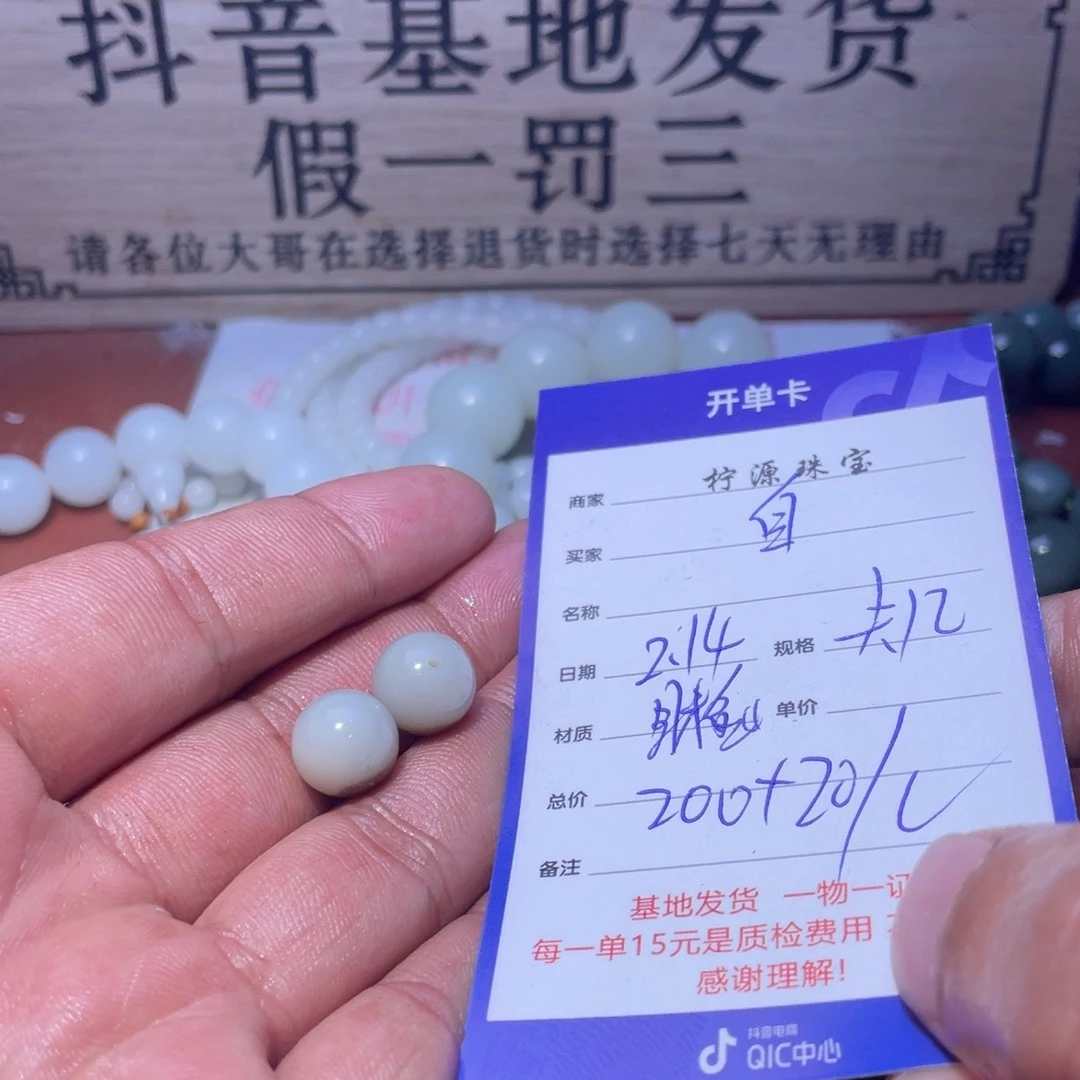 抖音基地发货
假一罚三
请各位大哥在选择退货时选择七天无理由
开单卡
商家 柠源珠宝
买家
名称
日期 2.14 规格
材质 单价
总价 200+20/
备注
基地发货 一物一证
每一单15元是质检费用
感谢理解！
抖音电商
QIC中心